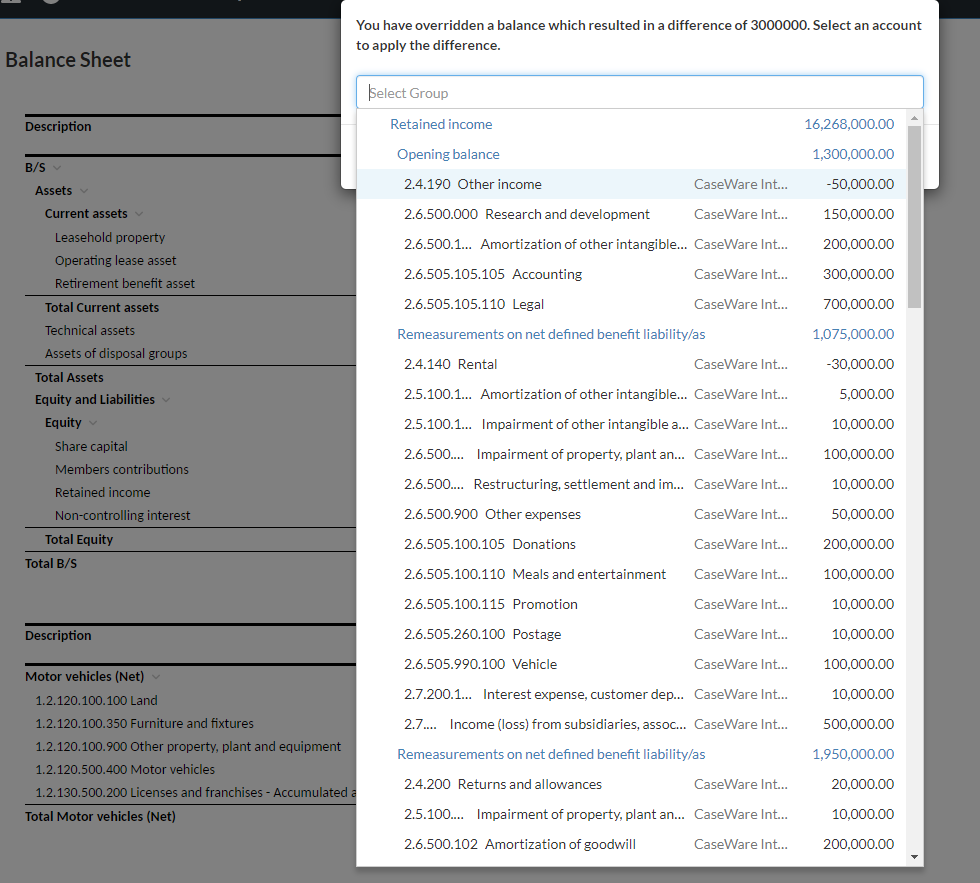 You have overridden a balance which resulted in a difference of 3000000. Select an account
to apply the difference.
Balance Sheet
Select Group
Description
B/S
Assets
Current assets
Leasehold property
Operating lease asset
Retirement benefit asset
Total Current assets
Technical assets
Assets of disposal groups
Total Assets
Equity and Liabilities
Equity
Share capital
Members contributions
Retained income
Non-controlling interest
Total Equity
Total B/S
Description
Motor vehicles (Net)
1.2.120.100.100 Land
1.2.120.100.350 Furniture and fixtures
1.2.120.100.900 Other property, plant and equipment
1.2.120.500.400 Motor vehicles
1.2.130.500.200 Licenses and franchises - Accumulated a
Total Motor vehicles (Net)
Retained income 16,268,000.00
Opening balance 1,300,000.00
2.4.190 Other income CaseWare Int... -50,000.00
2.6.500.000 Research and development CaseWare Int... 150,000.00
2.6.500.1... Amortization of other intangible... CaseWare Int... 200,000.00
2.6.505.105.105 Accounting CaseWare Int... 300,000.00
2.6.505.105.110 Legal CaseWare Int... 700,000.00
Remeasurements on net defined benefit liability/as 1,075,000.00
2.4.140 Rental CaseWare Int... -30,000.00
2.5.100.1... Amortization of other intangible... CaseWare Int... 5,000.00
2.5.100.1... Impairment of other intangible a... CaseWare Int... 10,000.00
2.6.500.... Impairment of property, plant an... CaseWare Int... 100,000.00
2.6.500.... Restructuring, settlement and im... CaseWare Int... 10,000.00
2.6.500.900 Other expenses CaseWare Int... 50,000.00
2.6.505.100.105 Donations CaseWare Int... 200,000.00
2.6.505.100.110 Meals and entertainment CaseWare Int... 100,000.00
2.6.505.100.115 Promotion CaseWare Int... 10,000.00
2.6.505.260.100 Postage CaseWare Int... 10,000.00
2.6.505.990.100 Vehicle CaseWare Int... 100,000.00
2.7.200.1... Interest expense, customer dep... CaseWare Int... 10,000.00
2.7.... Income (loss) from subsidiaries, assoc... CaseWare Int... 500,000.00
Remeasurements on net defined benefit liability/as 1,950,000.00
2.4.200 Returns and allowances CaseWare Int... 20,000.00
2.5.100.... Impairment of property, plant an... CaseWare Int... 10,000.00
2.6.500.102 Amortization of goodwill CaseWare Int... 200,000.00